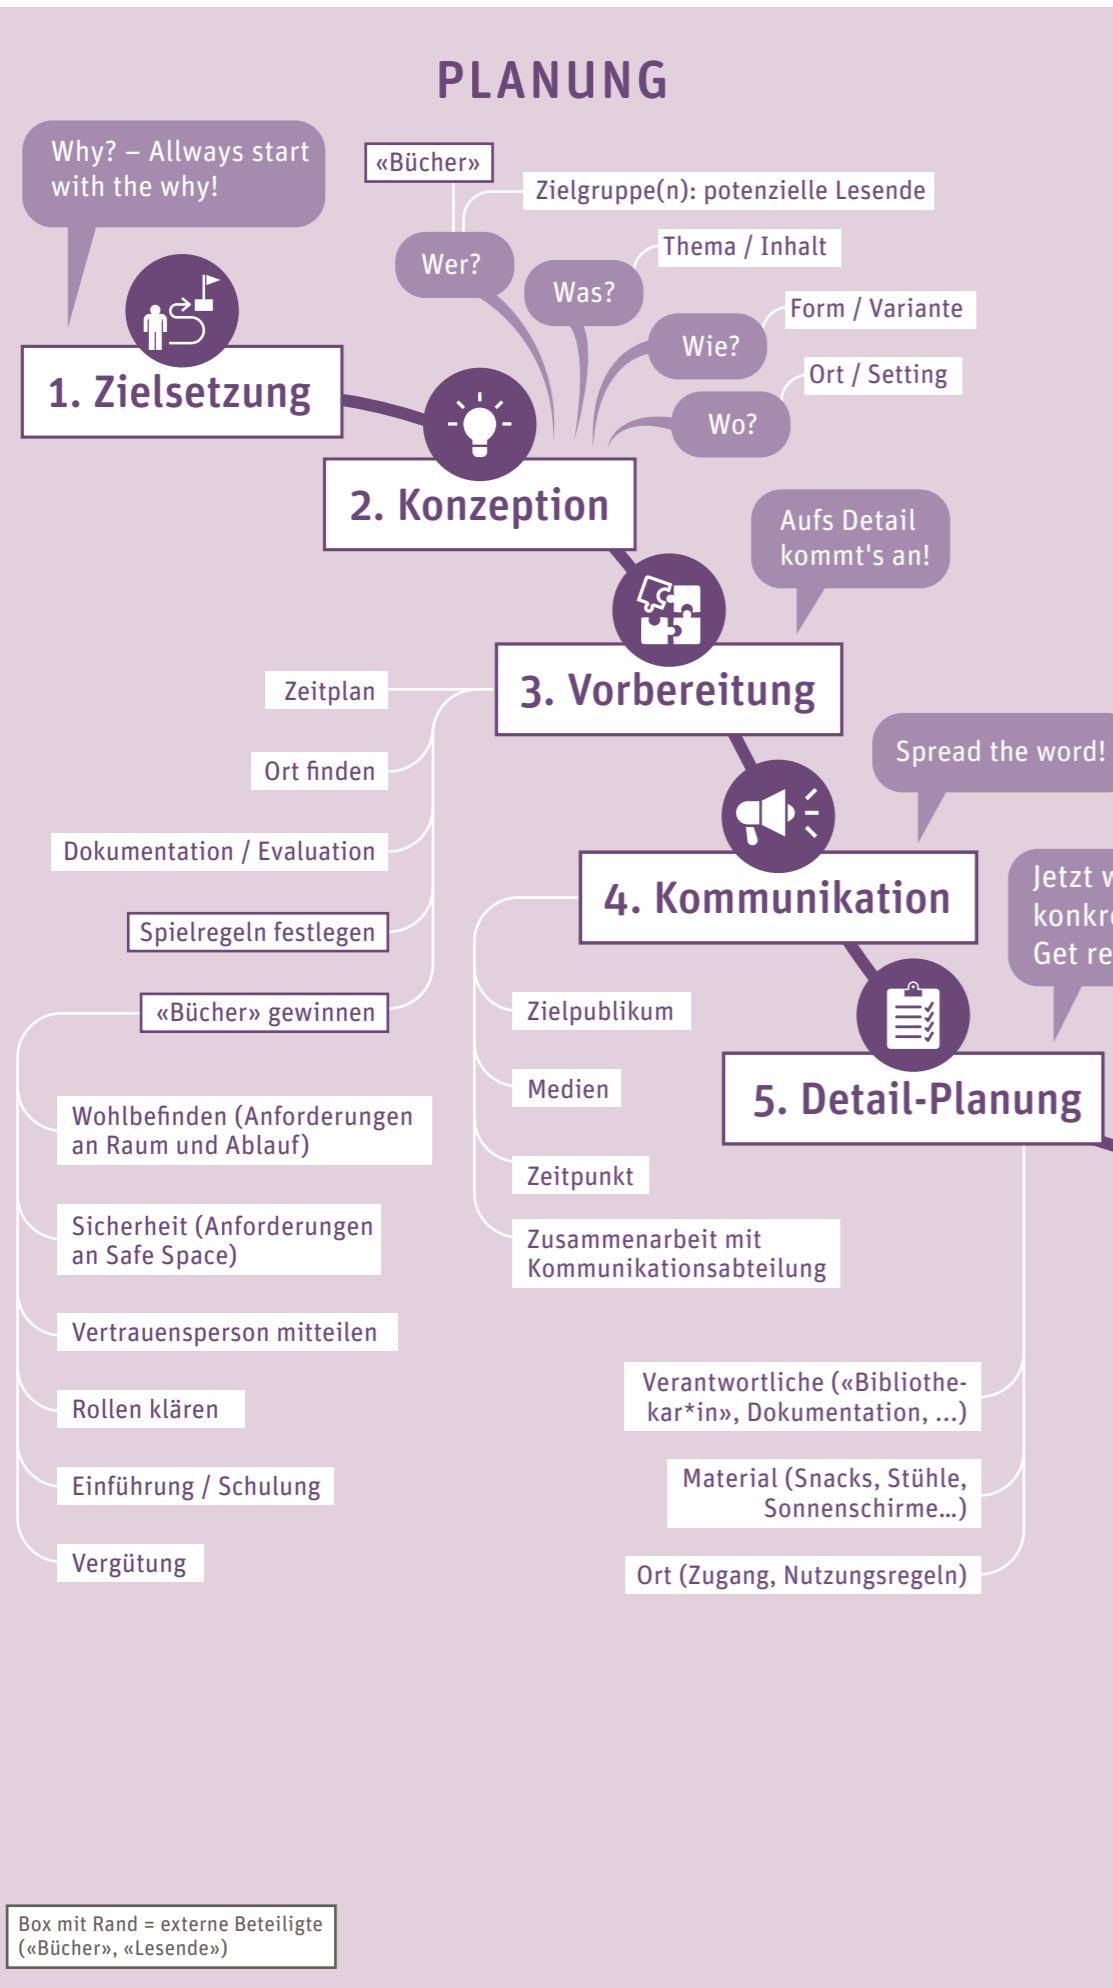 PLANUNG
Why? – Allways start
with the why!
«Bücher»
Zielgruppe(n): potenzielle Lesende
Wer?
Thema / Inhalt
Was?
Form / Variante
Wie?
Ort / Setting
Wo?
1. Zielsetzung
2. Konzeption
Aufs Detail
kommt's an!
3. Vorbereitung
Zeitplan
Ort finden
Dokumentation / Evaluation
Spielregeln festlegen
«Bücher» gewinnen
Wohlbefinden (Anforderungen
an Raum und Ablauf)
Sicherheit (Anforderungen
an Safe Space)
Vertrauensperson mitteilen
Rollen klären
Einführung / Schulung
Vergütung
Spread the word!
4. Kommunikation
Zielpublikum
Medien
Zeitpunkt
Zusammenarbeit mit
Kommunikationsabteilung
Jetzt
Get
5. Detail-Planung
Verantwortliche («Bibliothe-
kar*in», Dokumentation, ...)
Material (Snacks, Stühle,
Sonnenschirme...)
Ort (Zugang, Nutzungsregeln)
Box mit Rand = externe Beteiligte
(«Bücher», «Lesende»)